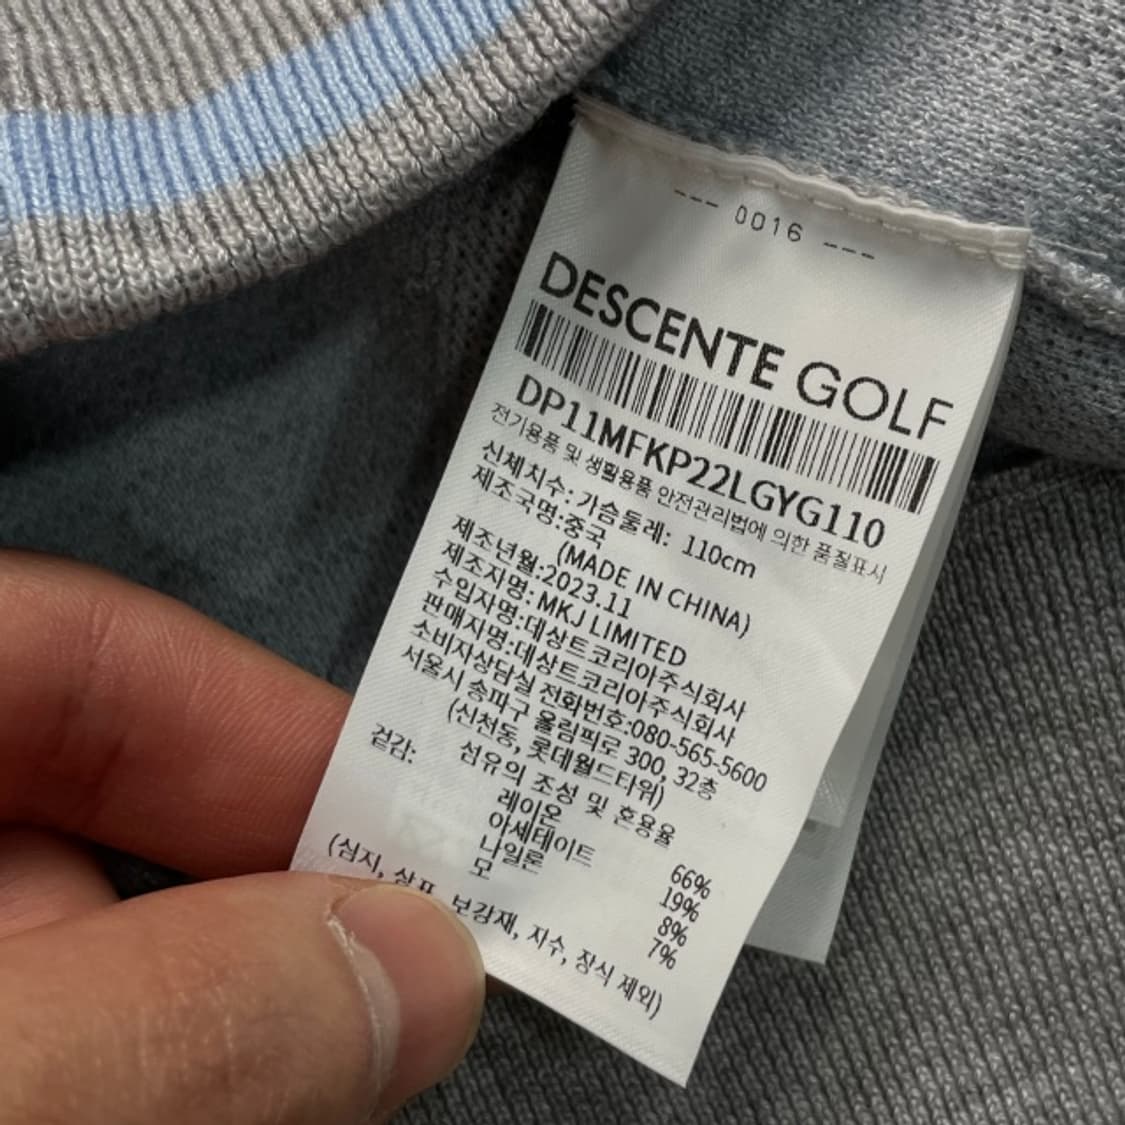 --- 0016 ---
DESCENTE GOLF
DP11MFKP22LGYG110
전기용품 및 생활용품 안전관리법에 의한 품질표시
신체치수: 가슴둘레: 110cm
제조국명:중국
(MADE IN CHINA)
제조년월:2023.11
제조자명: MKJ LIMITED
수입자명:데상트코리아주식회사
판매자명:데상트코리아주식회사
소비자상담실 전화번호:080-565-5600
서울시 송파구 올림픽로 300, 32층
(신천동, 롯데월드타워)
겉감: 섬유의 조성 및 혼용율
레이온 66%
아세테이트 19%
나일론 8%
모 7%
(심지, 보강재, 자수, 장식 제외)